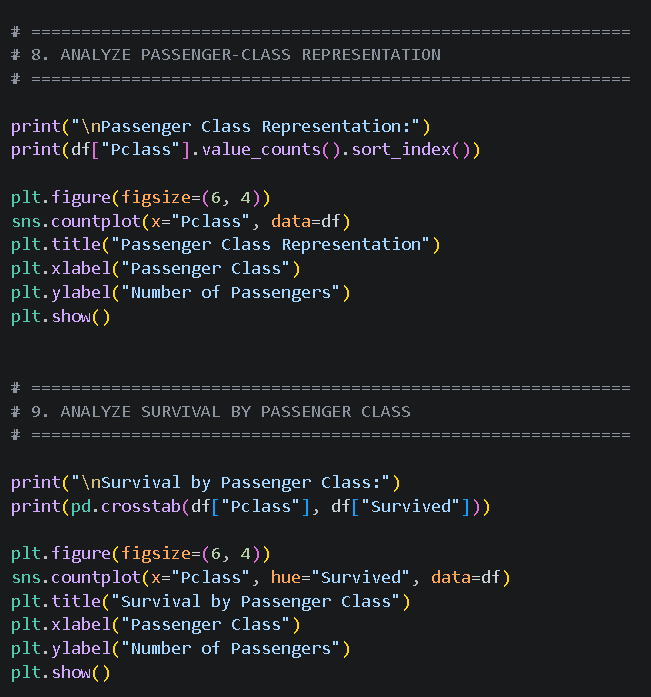 # ============================================================
# 8. ANALYZE PASSENGER-CLASS REPRESENTATION
# ============================================================
print("\nPassenger Class Representation:")
print(df["Pclass"].value_counts().sort_index())
plt.figure(figsize=(6, 4))
sns.countplot(x="Pclass", data=df)
plt.title("Passenger Class Representation")
plt.xlabel("Passenger Class")
plt.ylabel("Number of Passengers")
plt.show()
# ============================================================
# 9. ANALYZE SURVIVAL BY PASSENGER CLASS
# ============================================================
print("\nSurvival by Passenger Class:")
print(pd.crosstab(df["Pclass"], df["Survived"]))
plt.figure(figsize=(6, 4))
sns.countplot(x="Pclass", hue="Survived", data=df)
plt.title("Survival by Passenger Class")
plt.xlabel("Passenger Class")
plt.ylabel("Number of Passengers")
plt.show()